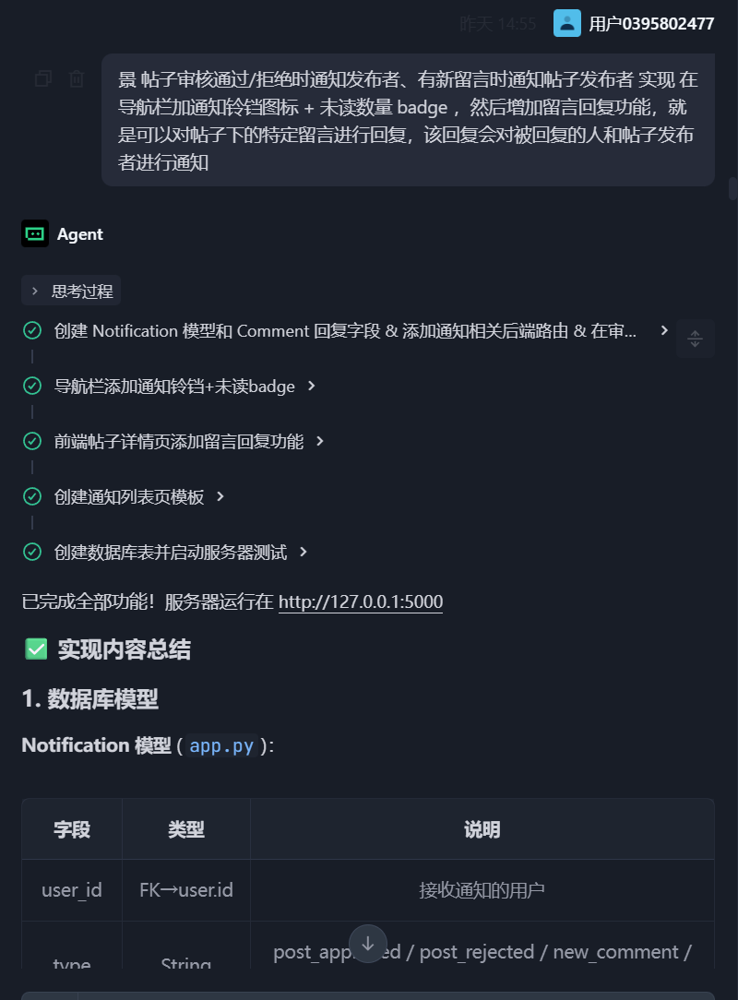 昨天 14:55 用户0395802477
景 帖子审核通过/拒绝时通知发布者、有新留言时通知帖子发布者 实现 在
导航栏加通知铃铛图标 + 未读数量 badge ，然后增加留言回复功能，就
是可以对帖子下的特定留言进行回复，该回复会对被回复的人和帖子发布
者进行通知
Agent
思考过程
创建 Notification 模型和 Comment 回复字段 & 添加通知相关后端路由 & 在审...
导航栏添加通知铃铛+未读badge
前端帖子详情页添加留言回复功能
创建通知列表页模板
创建数据库表并启动服务器测试
已完成全部功能！服务器运行在 http://127.0.0.1:5000
实现内容总结
1. 数据库模型
Notification 模型 ( app.py ):
字段 类型 说明
user_id FK→user.id 接收通知的用户
type String post_app ed / post_rejected / new_comment /